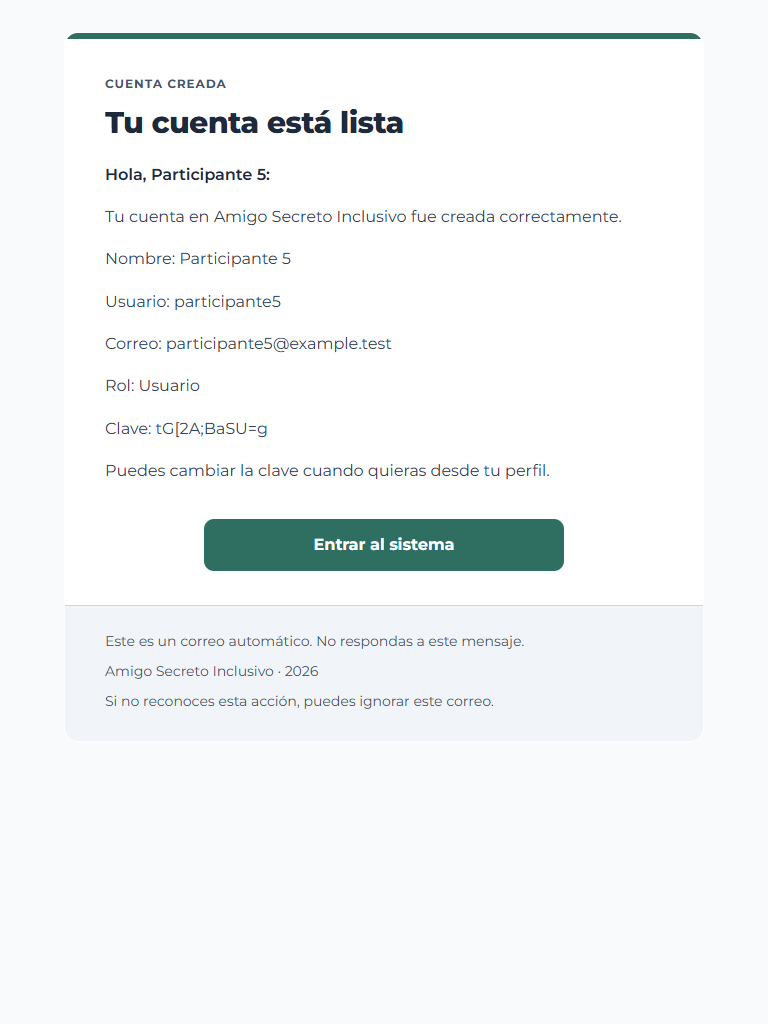 CUENTA CREADA
Tu cuenta está lista
Hola, Participante 5:
Tu cuenta en Amigo Secreto Inclusivo fue creada correctamente.
Nombre: Participante 5
Usuario: participante5
Correo: participante5@example.test
Rol: Usuario
Clave: tG[2A;BaSU=g
Puedes cambiar la clave cuando quieras desde tu perfil.
Entrar al sistema
Este es un correo automático. No respondas a este mensaje.
Amigo Secreto Inclusivo · 2026
Si no reconoces esta acción, puedes ignorar este correo.